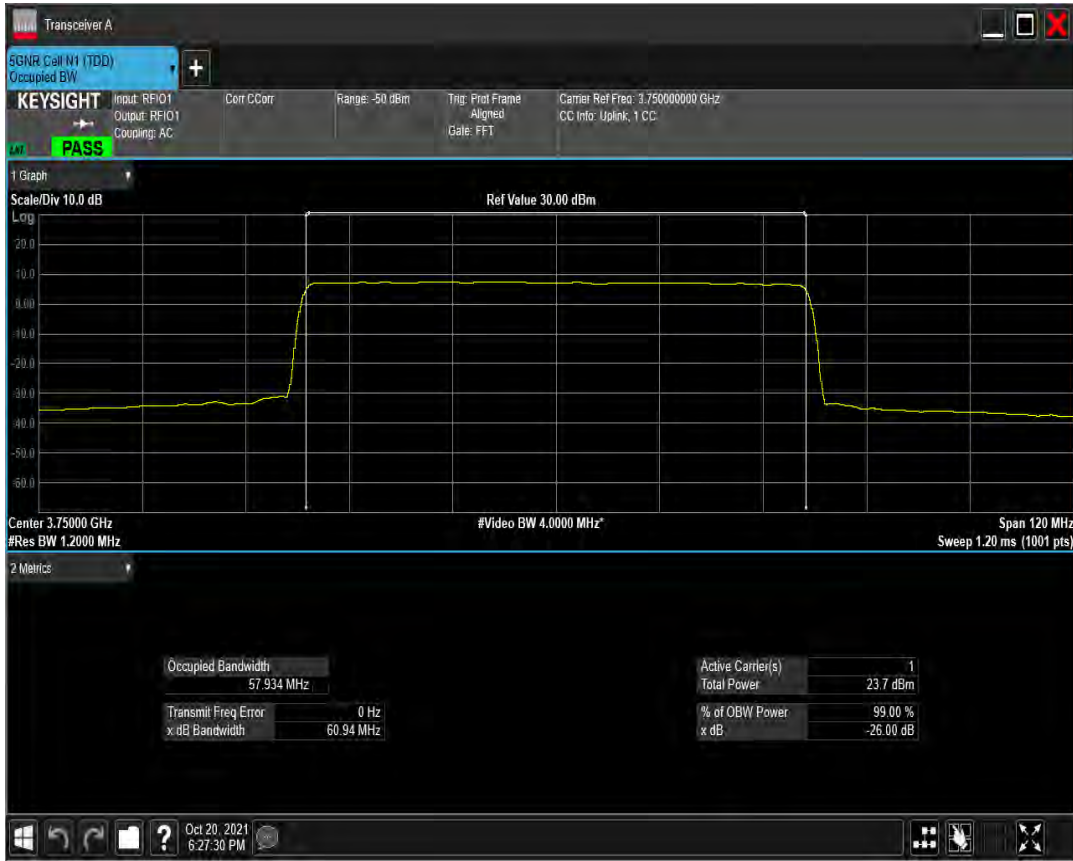 Transceiver A
5GNR Cell N1 (TDD)
Occupied BW
KEYSIGHT
Input: RFIO1
Output: RFIO1
Coupling: AC
Corr CCorr
Range: -50 dBm
Trig: Prot Frame
Aligned
Gate: FFT
Carrier Ref Freq: 3.750000000 GHz
CC Info: Uplink, 1 CC
PASS
1 Graph
Scale/Div 10.0 dB
Ref Value 30.00 dBm
Log
20.0
10.0
0.00
-10.0
-20.0
-30.0
-40.0
-50.0
-60.0
Center 3.75000 GHz
#Video BW 4.0000 MHz*
Span 120 MHz
#Res BW 1.2000 MHz
Sweep 1.20 ms (1001 pts)
2 Metrics
Occupied Bandwidth
57.934 MHz
Transmit Freq Error 0 Hz
x dB Bandwidth 60.94 MHz
Active Carrier(s) 1
Total Power 23.7 dBm
% of OBW Power 99.00 %
x dB -26.00 dB
Oct 20, 2021
6:27:30 PM